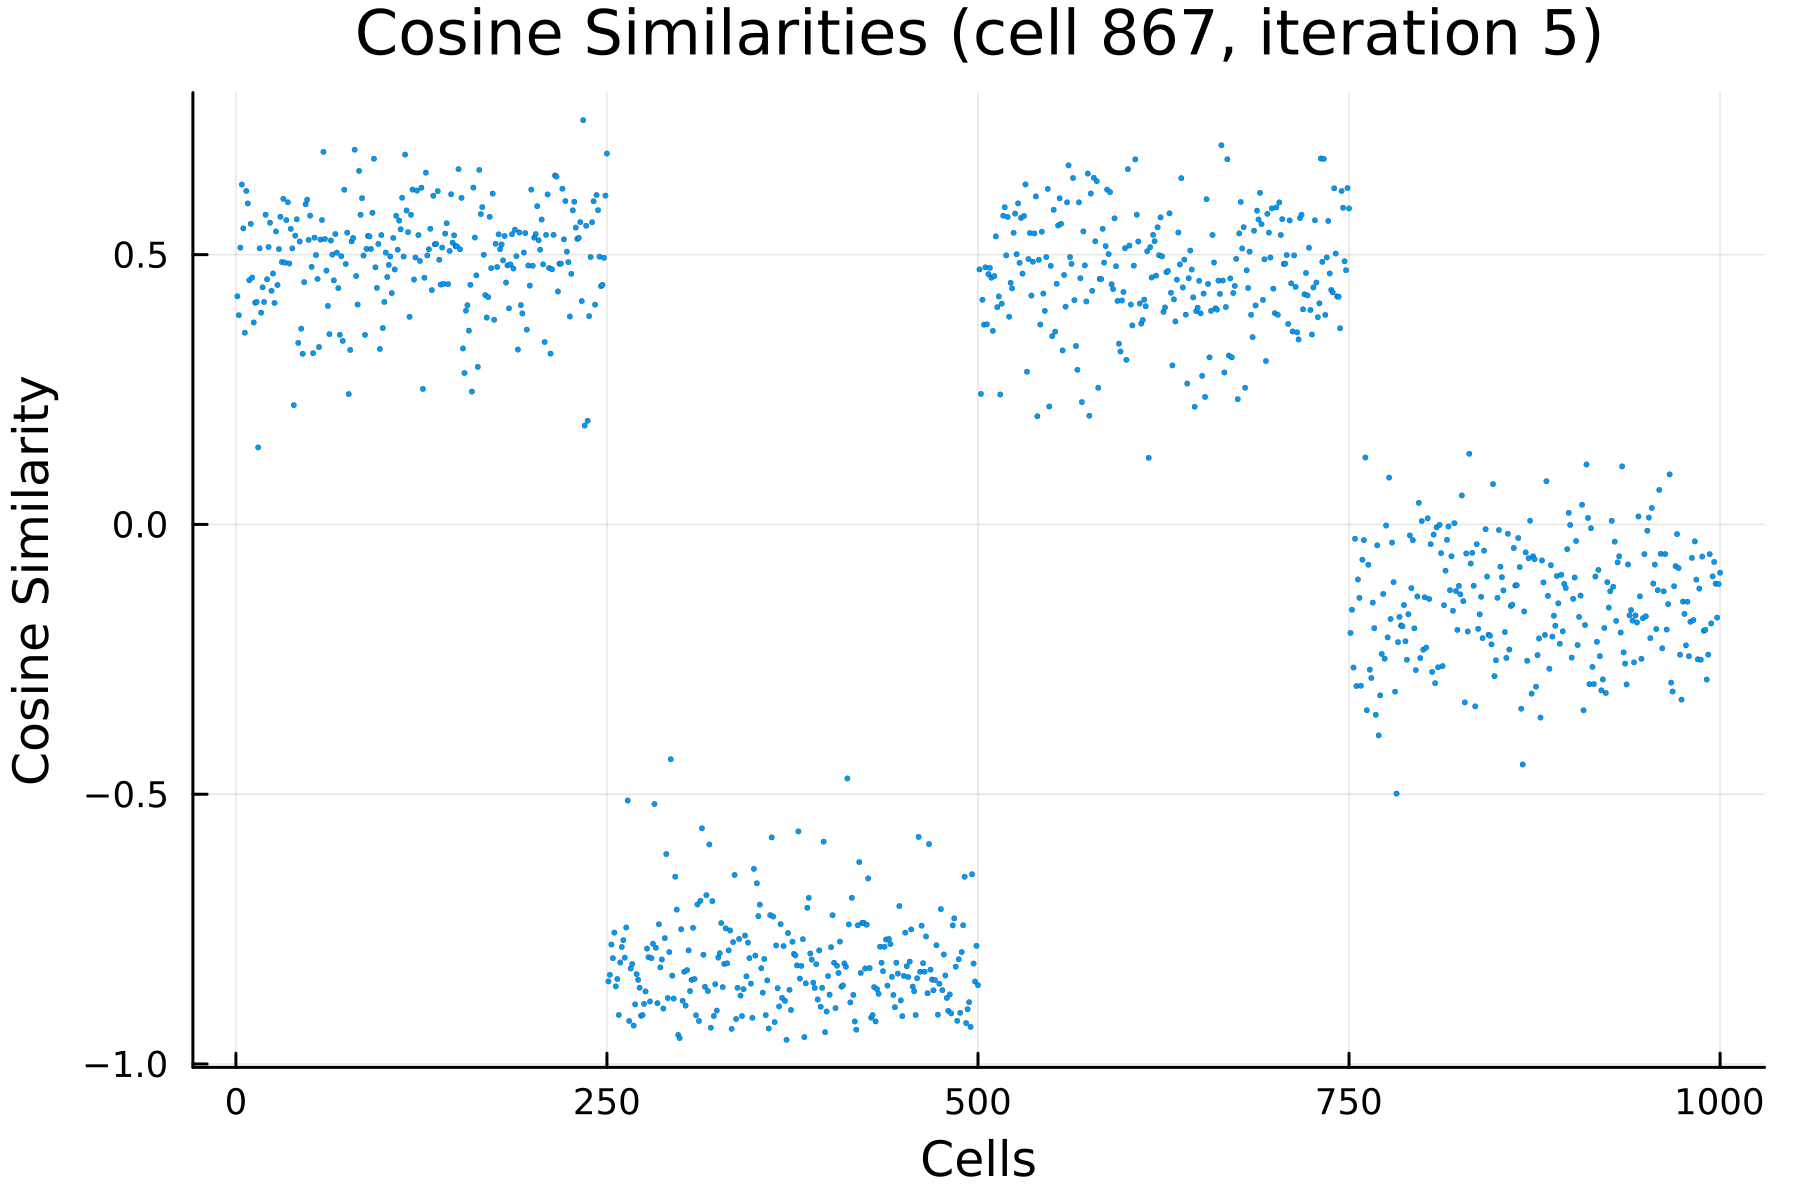 Cosine Similarities (cell 867, iteration 5)
Cosine Similarity
0.5
0.0
−0.5
−1.0
0 250 500 750 1000
Cells